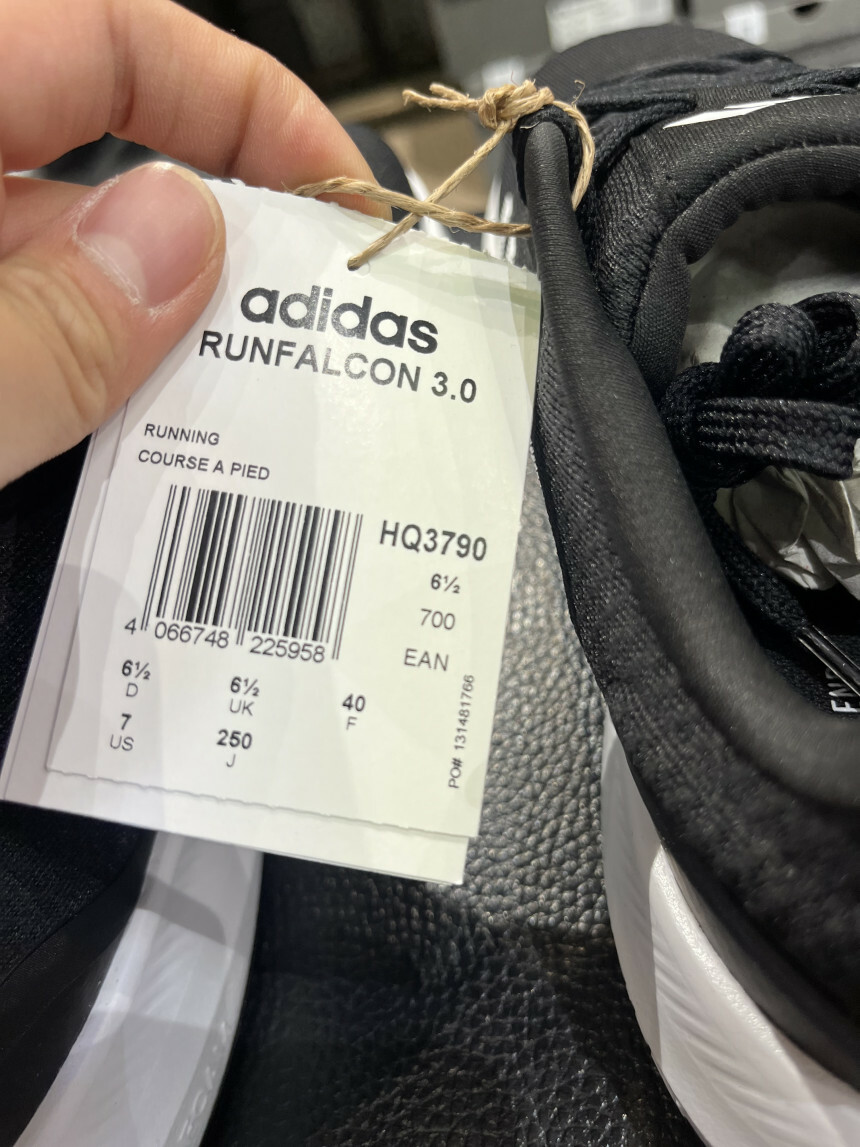 adidas
RUNFALCON 3.0
RUNNING
COURSE A PIED
HQ3790
6½
700
EAN
4 066748 225958
6½ 6½ 40
D UK F
7 250
US J
PO# 131481766